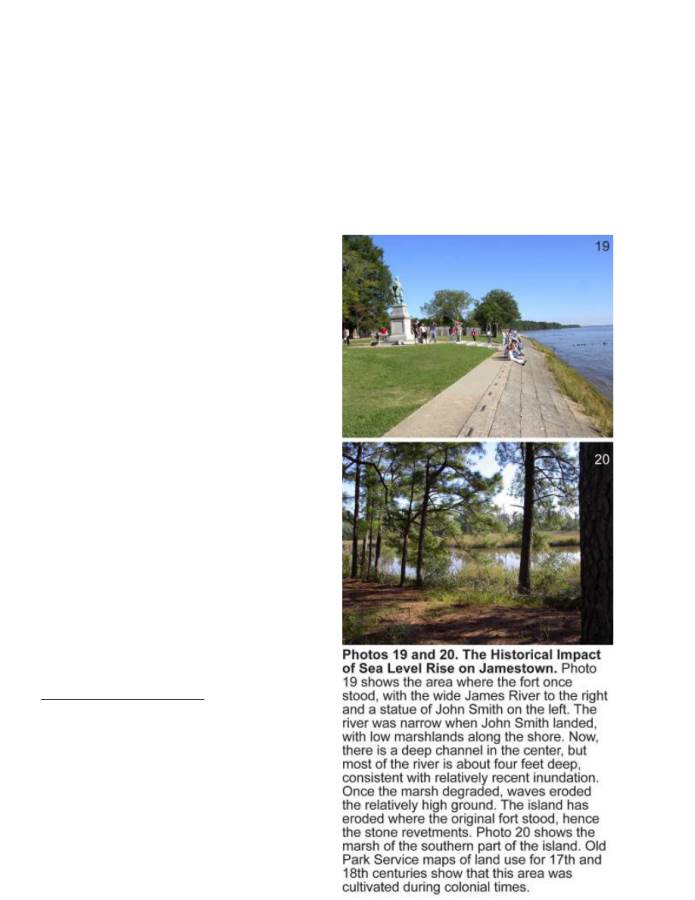 19
20
Photos 19 and 20. The Historical Impact
of Sea Level Rise on Jamestown. Photo
19 shows the area where the fort once
stood, with the wide James River to the right
and a statue of John Smith on the left. The
river was narrow when John Smith landed,
with low marshlands along the shore. Now,
there is a deep channel in the center, but
most of the river is about four feet deep,
consistent with relatively recent inundation.
Once the marsh degraded, waves eroded
the relatively high ground. The island has
eroded where the original fort stood, hence
the stone revetments. Photo 20 shows the
marsh of the southern part of the island. Old
Park Service maps of land use for 17th and
18th centuries show that this area was
cultivated during colonial times.